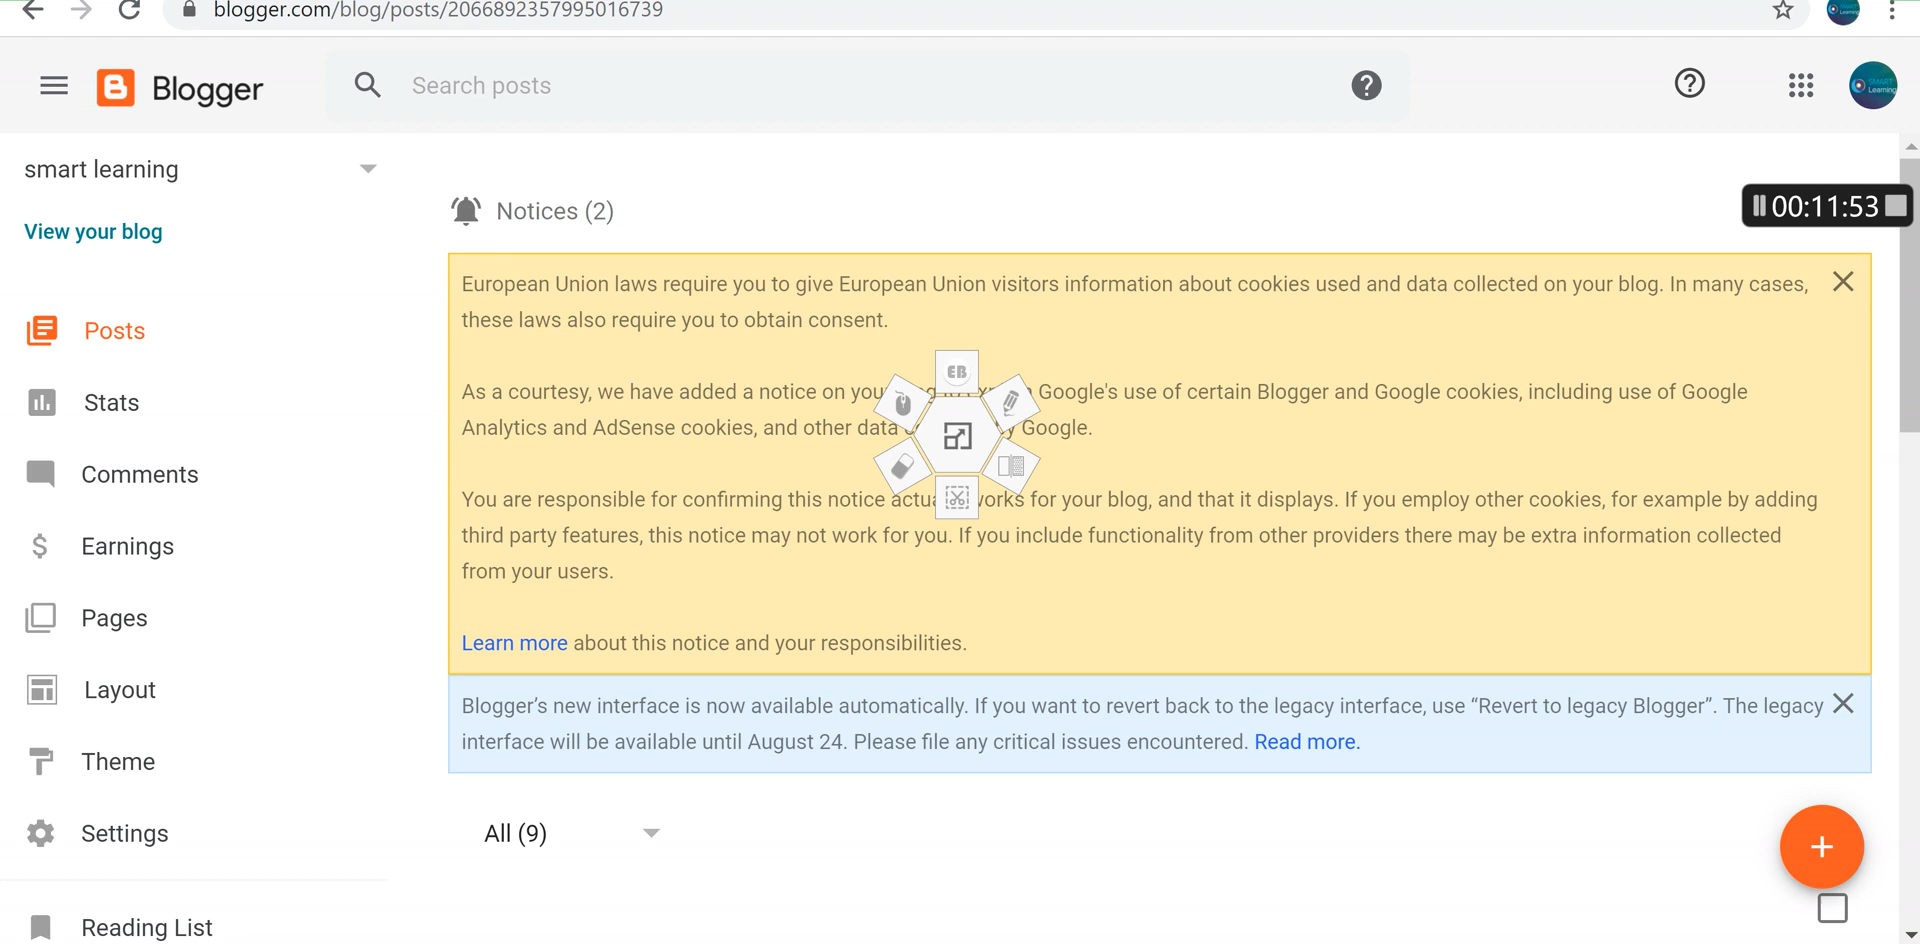 blogger.com/blog/posts/2066892357995016739
Blogger
Search posts
smart learning
View your blog
Posts
Stats
Comments
Earnings
Pages
Layout
Theme
Settings
Reading List
Notices (2)
00:11:53
European Union laws require you to give European Union visitors information about cookies used and data collected on your blog. In many cases,
these laws also require you to obtain consent.
As a courtesy, we have added a notice on Google's use of certain Blogger and Google cookies, including use of Google
Analytics and AdSense cookies, and other data Google.
You are responsible for confirming this notice works for your blog, and that it displays. If you employ other cookies, for example by adding
third party features, this notice may not work for you. If you include functionality from other providers there may be extra information collected
from your users.
Learn more about this notice and your responsibilities.
EB
Blogger’s new interface is now available automatically. If you want to revert back to the legacy interface, use “Revert to legacy Blogger”. The legacy
interface will be available until August 24. Please file any critical issues encountered. Read more.
All (9)